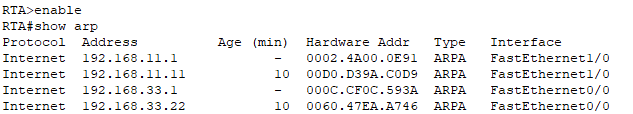 RTA>enable
RTA#show arp
Protocol  Address          Age (min)  Hardware Addr   Type   Interface
Internet  192.168.11.1            -   0002.4A00.0E91  ARPA   FastEthernet1/0
Internet  192.168.11.11           10  00D0.D39A.C0D9  ARPA   FastEthernet1/0
Internet  192.168.33.1            -   000C.CF0C.593A  ARPA   FastEthernet0/0
Internet  192.168.33.22           10  0060.47EA.A746  ARPA   FastEthernet0/0